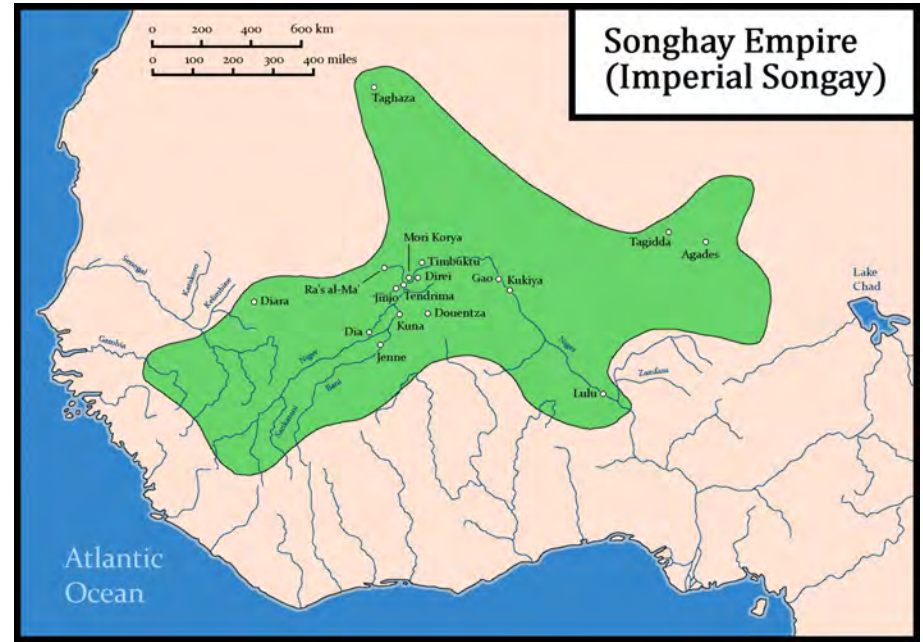 0 200 400 600 km
0 100 200 300 400 miles
Songhay Empire
(Imperial Songay)
Taghaza
Mori Korya
Tagidda
Agades
Timbuktu
Ra's al-Ma'
Direi
Gao
Kukiya
Lake
Chad
Senegal
Diara
Jinjo
Tendrima
Kuna
Douentza
Dia
Jenne
Gambia
Niger
Bani
Niger
Lulu
Zamfara
Atlantic
Ocean